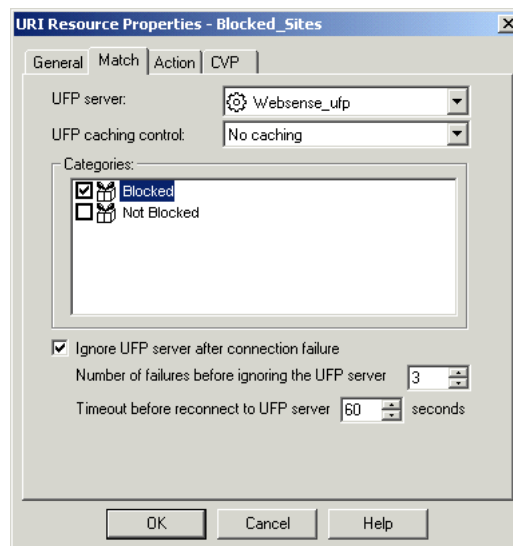 URI Resource Properties - Blocked_Sites
General Match Action CVP
UFP server: Websense_ufp
UFP caching control: No caching
Categories:
Blocked
Not Blocked
Ignore UFP server after connection failure
Number of failures before ignoring the UFP server 3
Timeout before reconnect to UFP server 60 seconds
OK Cancel Help